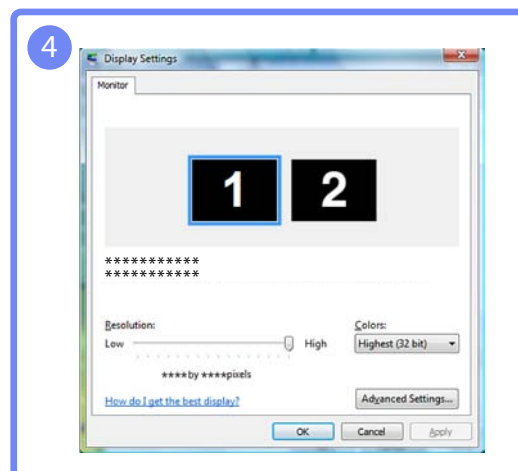 4
Display Settings
Monitor
1 2
***********
***********
Resolution: Colors:
Low High Highest (32 bit)
****by ****pixels
How do I get the best display? Advanced Settings...
OK Cancel Apply